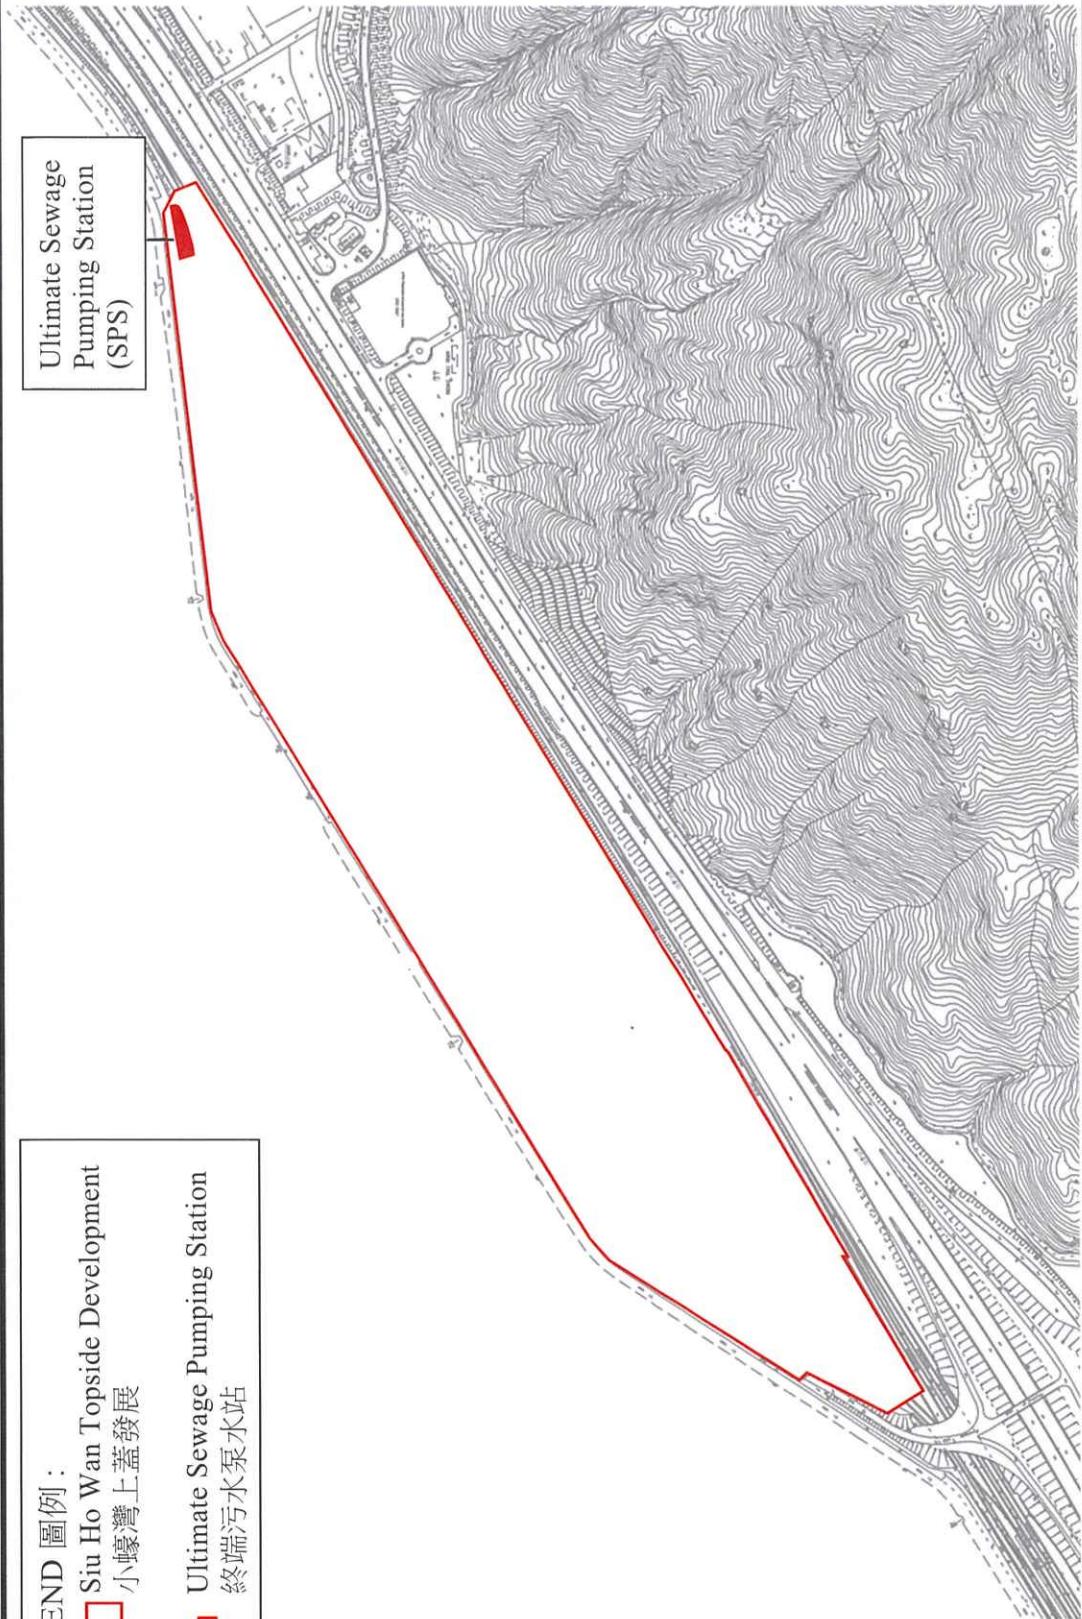 Ultimate Sewage
Pumping Station
(SPS)
END 圖例 :
Siu Ho Wan Topside Development
小蠔灣上蓋發展
Ultimate Sewage Pumping Station
終端污水泵水站